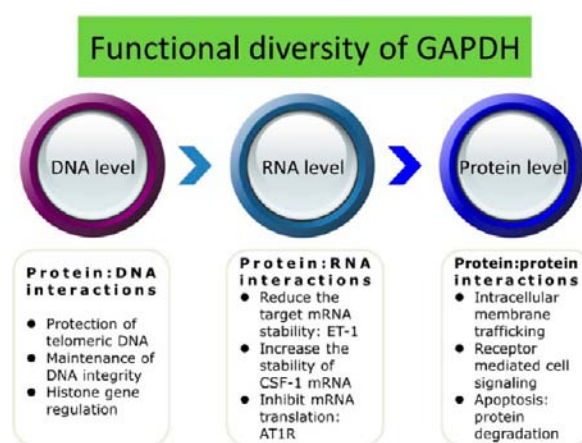 Functional diversity of GAPDH
DNA level
RNA level
Protein level
Protein:DNA
interactions
● Protection of
telomeric DNA
● Maintenance of
DNA integrity
● Histone gene
regulation
Protein:RNA
interactions
● Reduce the
target mRNA
stability: ET-1
● Increase the
stability of
CSF-1 mRNA
● Inhibit mRNA
translation:
AT1R
Protein:protein
interactions
● Intracellular
membrane
trafficking
● Receptor
mediated cell
signaling
● Apoptosis:
protein
degradation